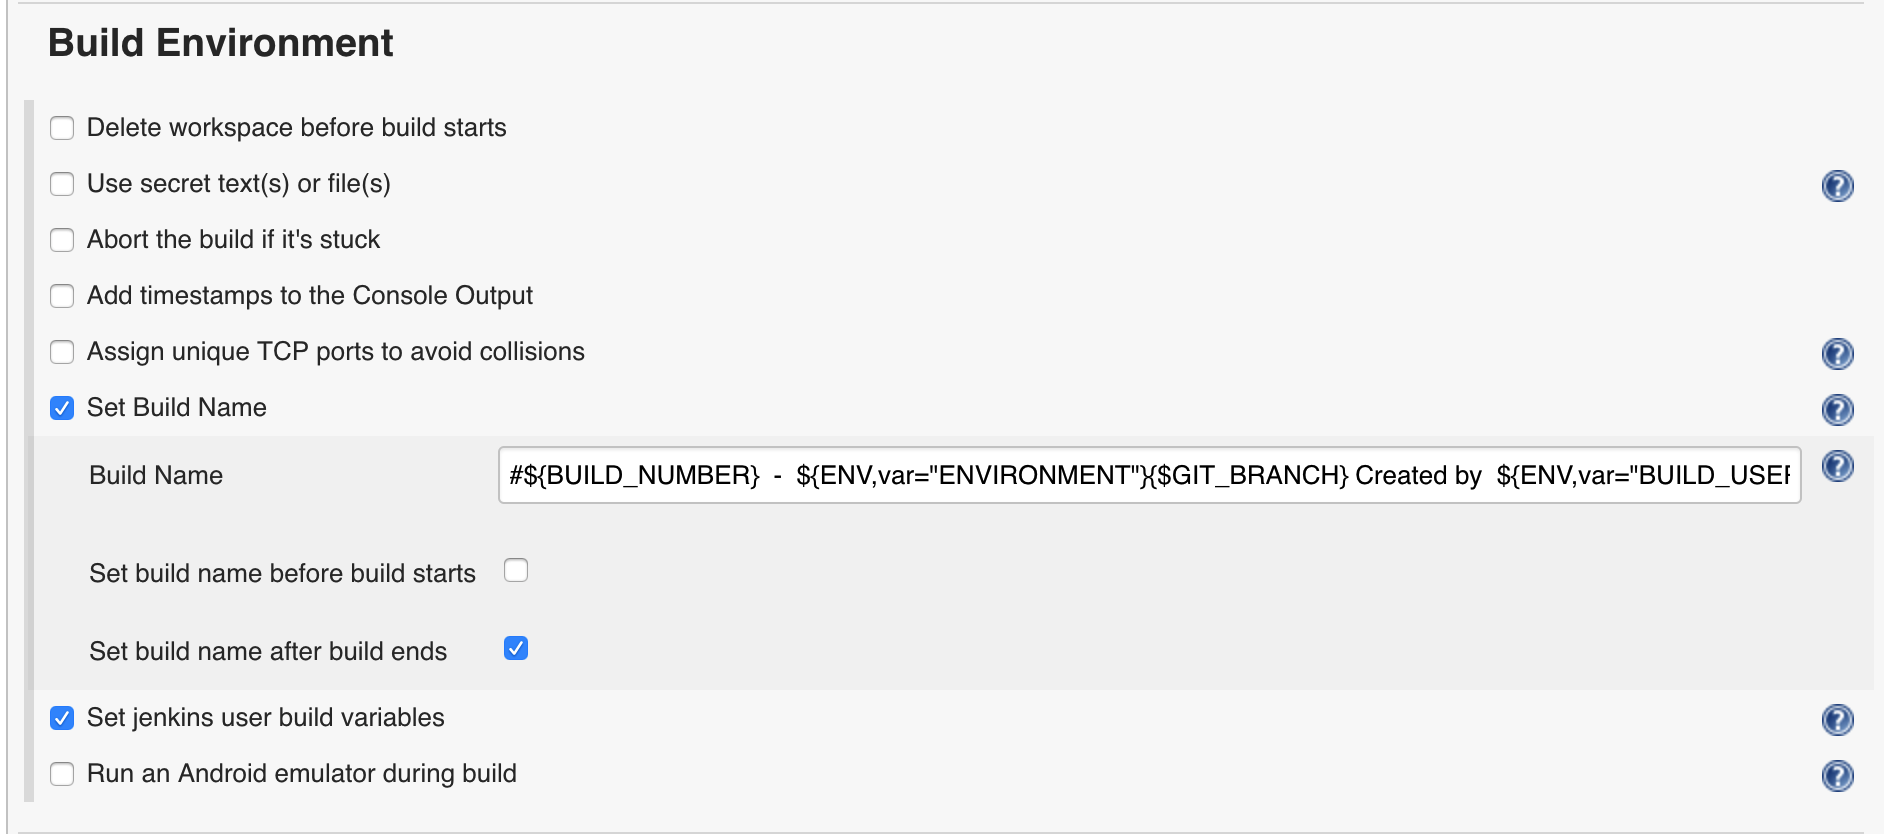 Build Environment
Delete workspace before build starts
Use secret text(s) or file(s)
?
Abort the build if it's stuck
Add timestamps to the Console Output
Assign unique TCP ports to avoid collisions
?
Set Build Name
?
Build Name
#${BUILD_NUMBER}  -  ${ENV,var="ENVIRONMENT"}{$GIT_BRANCH} Created by  ${ENV,var="BUILD_USER
?
Set build name before build starts
Set build name after build ends
Set jenkins user build variables
?
Run an Android emulator during build
?